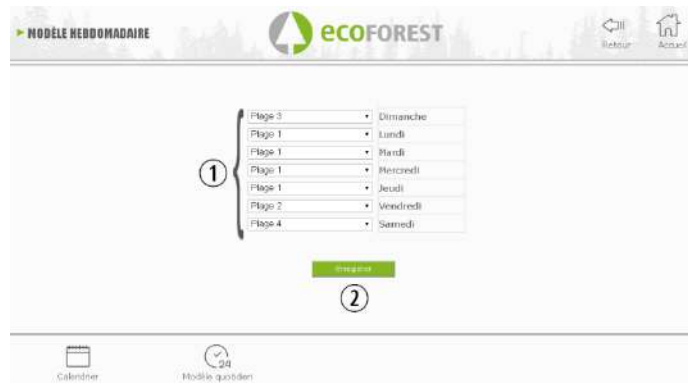 MODÈLE HEBDOMADAIRE
ecoFOREST
Retour
Accueil
Plage 3 Dimanche
Plage 1 Lundi
Plage 1 Mardi
Plage 1 Mercredi
Plage 1 Jeudi
Plage 2 Vendredi
Plage 4 Samedi
1
Enregistrer
2
Calendrier
24
Modèle quotidien